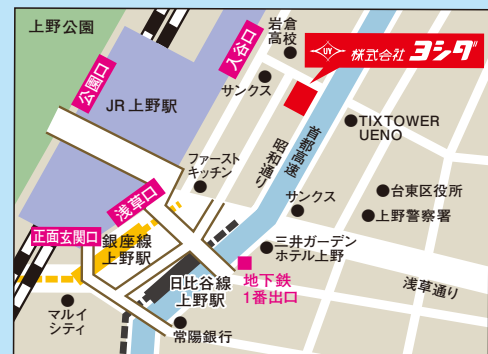 上野公園
岩倉
高校
入谷口
UY 株式会社 ヨシダ
公園口
サンクス
JR上野駅
TIXTOWER
UENO
首都高速
昭和通り
ファースト
キッチン
サンクス
台東区役所
上野警察署
浅草口
正面玄関口
銀座線
上野駅
三井ガーデン
ホテル上野
日比谷線
上野駅
地下鉄
1番出口
浅草通り
マルイ
シティ
常陽銀行